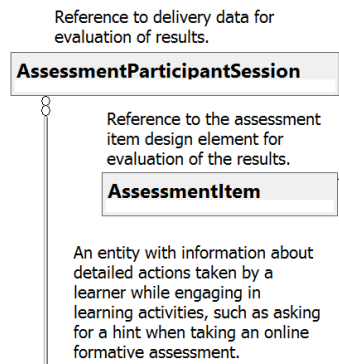 Reference to delivery data for
evaluation of results.
AssessmentParticipantSession
Reference to the assessment
item design element for
evaluation of the results.
AssessmentItem
An entity with information about
detailed actions taken by a
learner while engaging in
learning activities, such as asking
for a hint when taking an online
formative assessment.